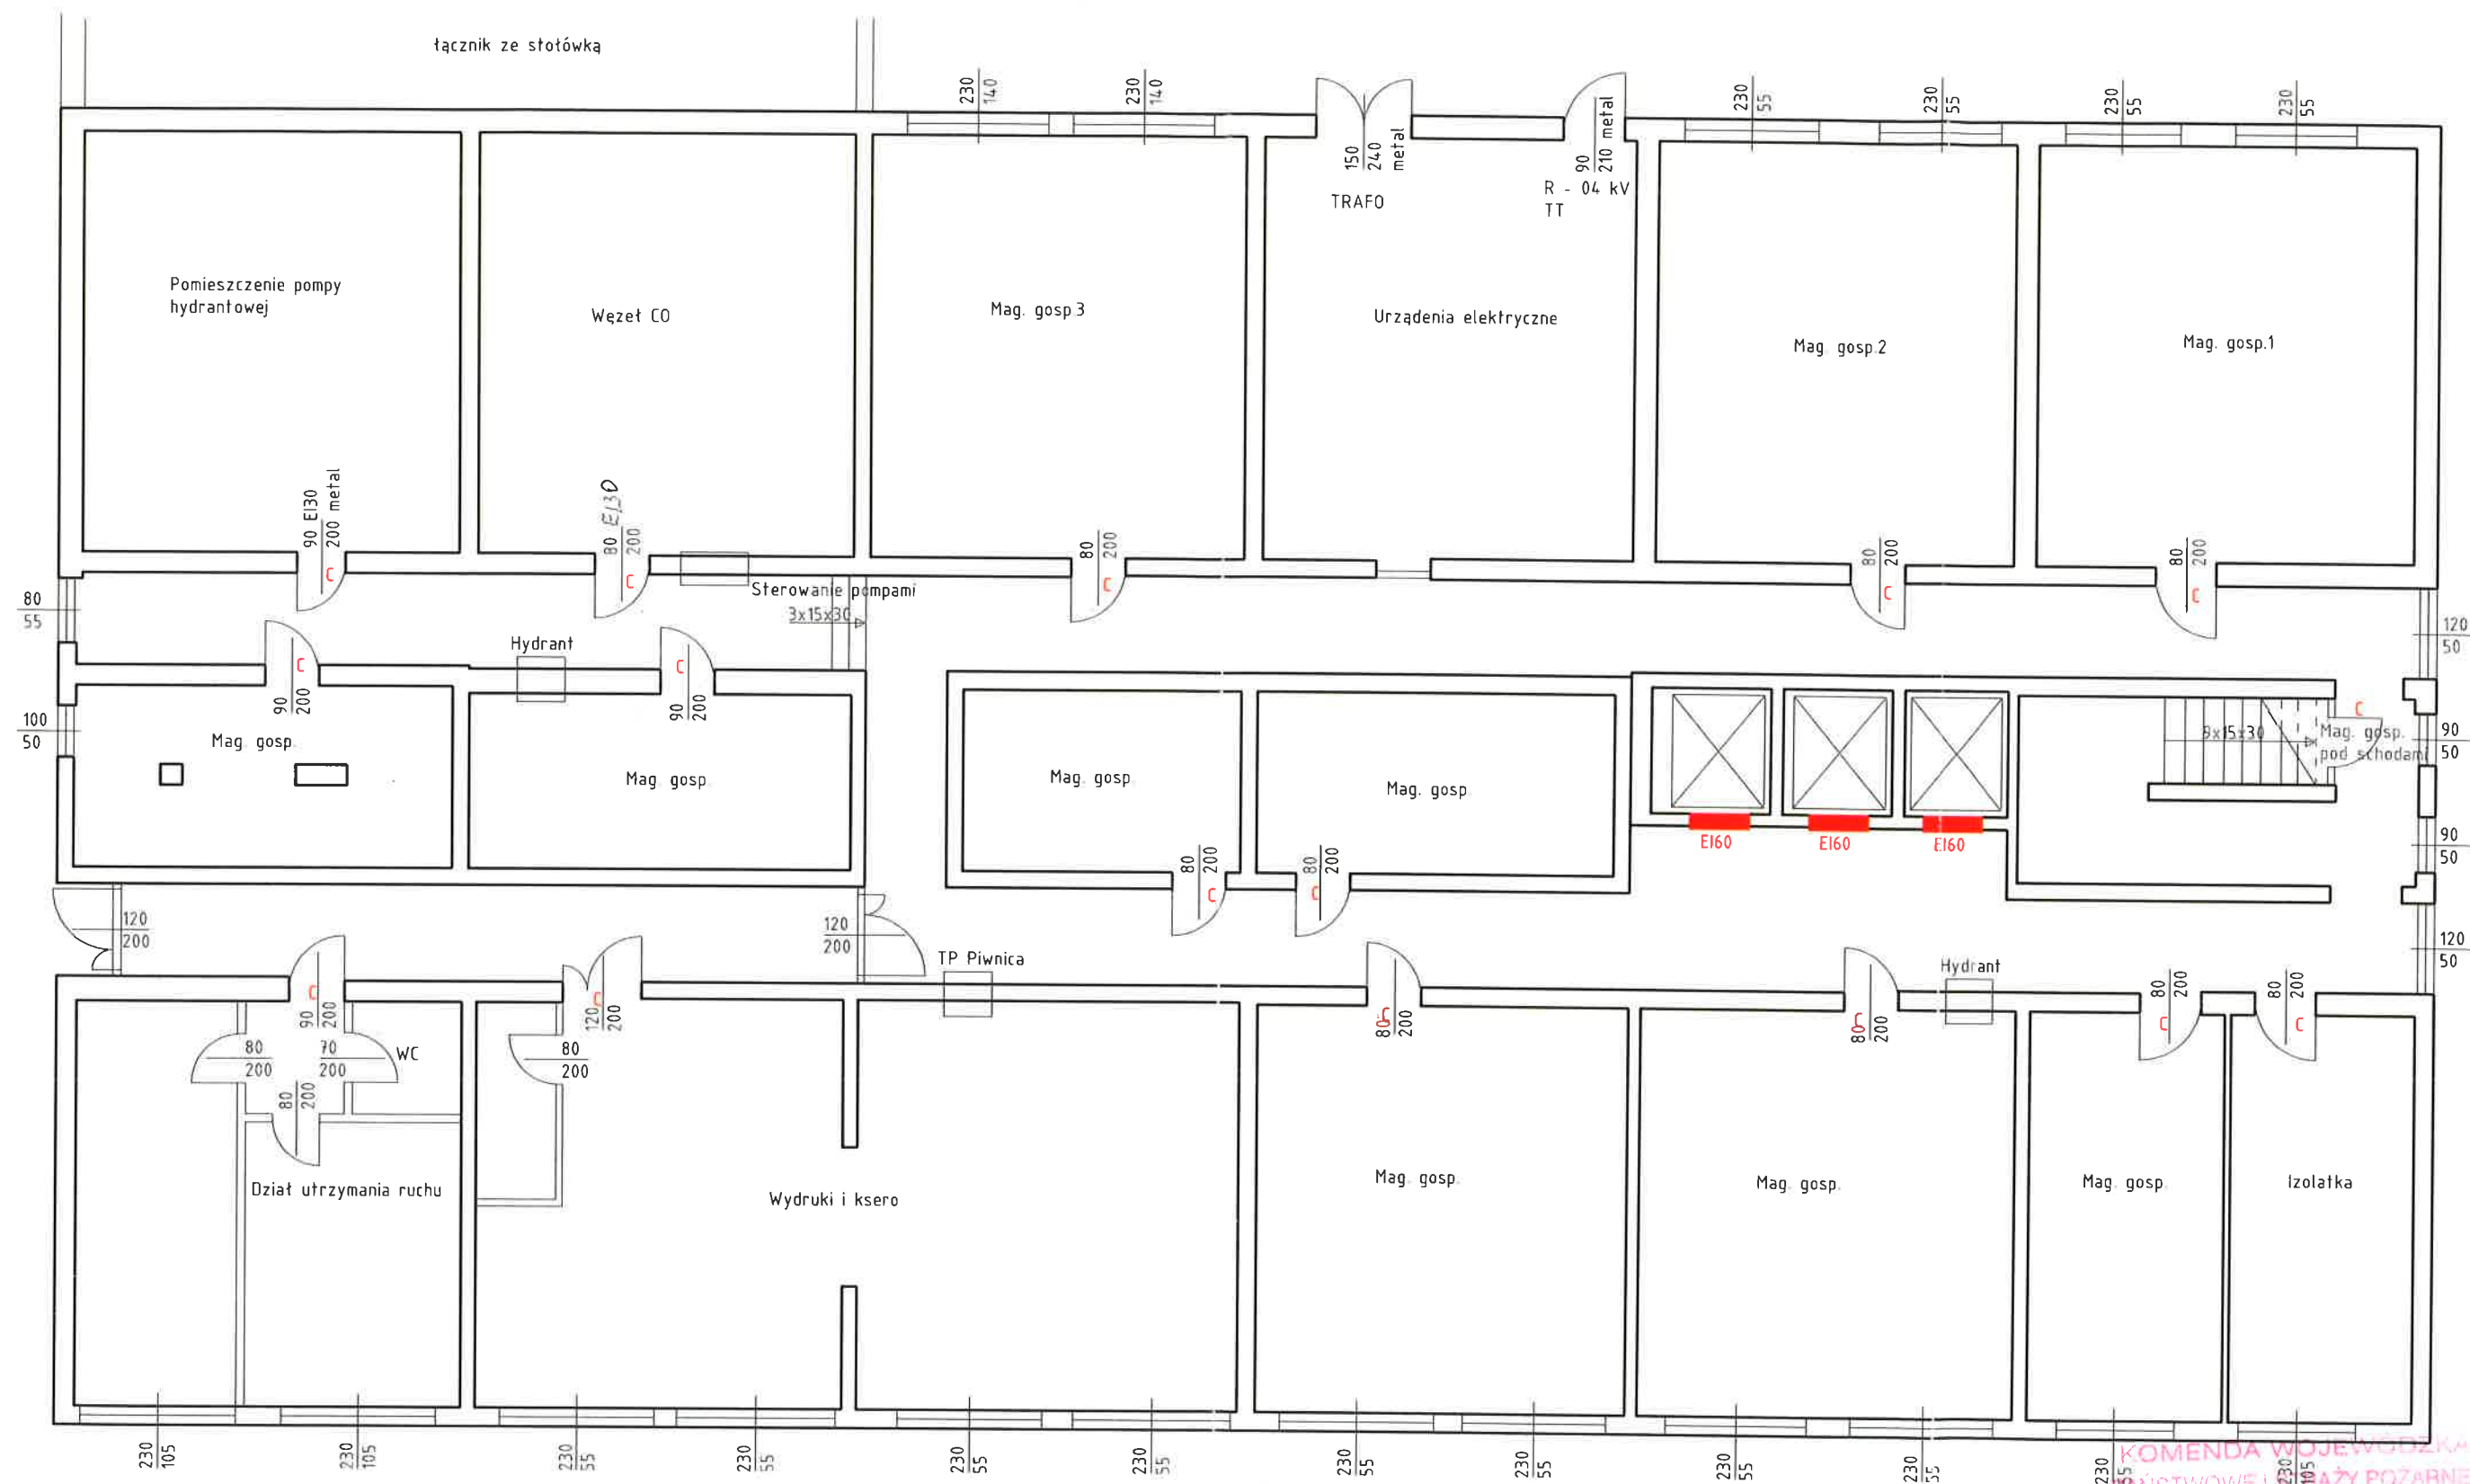 łącznik ze stołówką
230
140
230
140
230
55
230
55
230
55
230
55
150
240
metal
90
210 metal
TRAFO
R - 04 kV
TT
Pomieszczenie pompy
hydrantowej
Węzeł CO
Mag. gosp.3
Urządenia elektryczne
Mag. gosp.2
Mag. gosp.1
90 EI30
200 metal
C
80 EI30
200
C
80
200
C
80
200
C
80
200
C
Sterowanie pompami
3x15x30
80
55
Hydrant
120
50
C
90
200
C
90
200
100
50
Mag. gosp.
Mag. gosp.
Mag. gosp.
Mag. gosp.
9x15x30
C
Mag. gosp.
pod schodami
90
50
EI60
EI60
EI60
90
50
80
200
C
80
200
C
120
200
120
200
TP Piwnica
Hydrant
120
50
C
90
200
C
120
200
C
80
200
C
80
200
80
200
C
80
200
C
80
200
70
200
WC
80
200
80
200
Dział utrzymania ruchu
Wydruki i ksero
Mag. gosp.
Mag. gosp.
Mag. gosp.
Izolatka
230
105
230
105
230
55
230
55
230
55
230
55
230
55
230
55
230
55
230
55
230
55
230
105
KOMENDA WOJEWÓDZKA